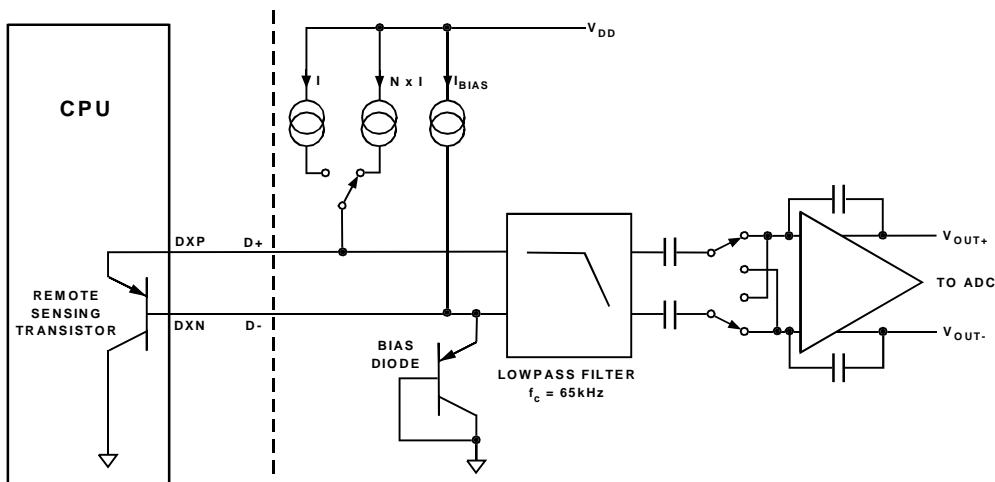 CPU
V_DD
I
N x I
I_BIAS
DXP
D+
DXN
D-
REMOTE
SENSING
TRANSISTOR
BIAS
DIODE
LOWPASS FILTER
f_c = 65kHz
V_OUT+
TO ADC
V_OUT-